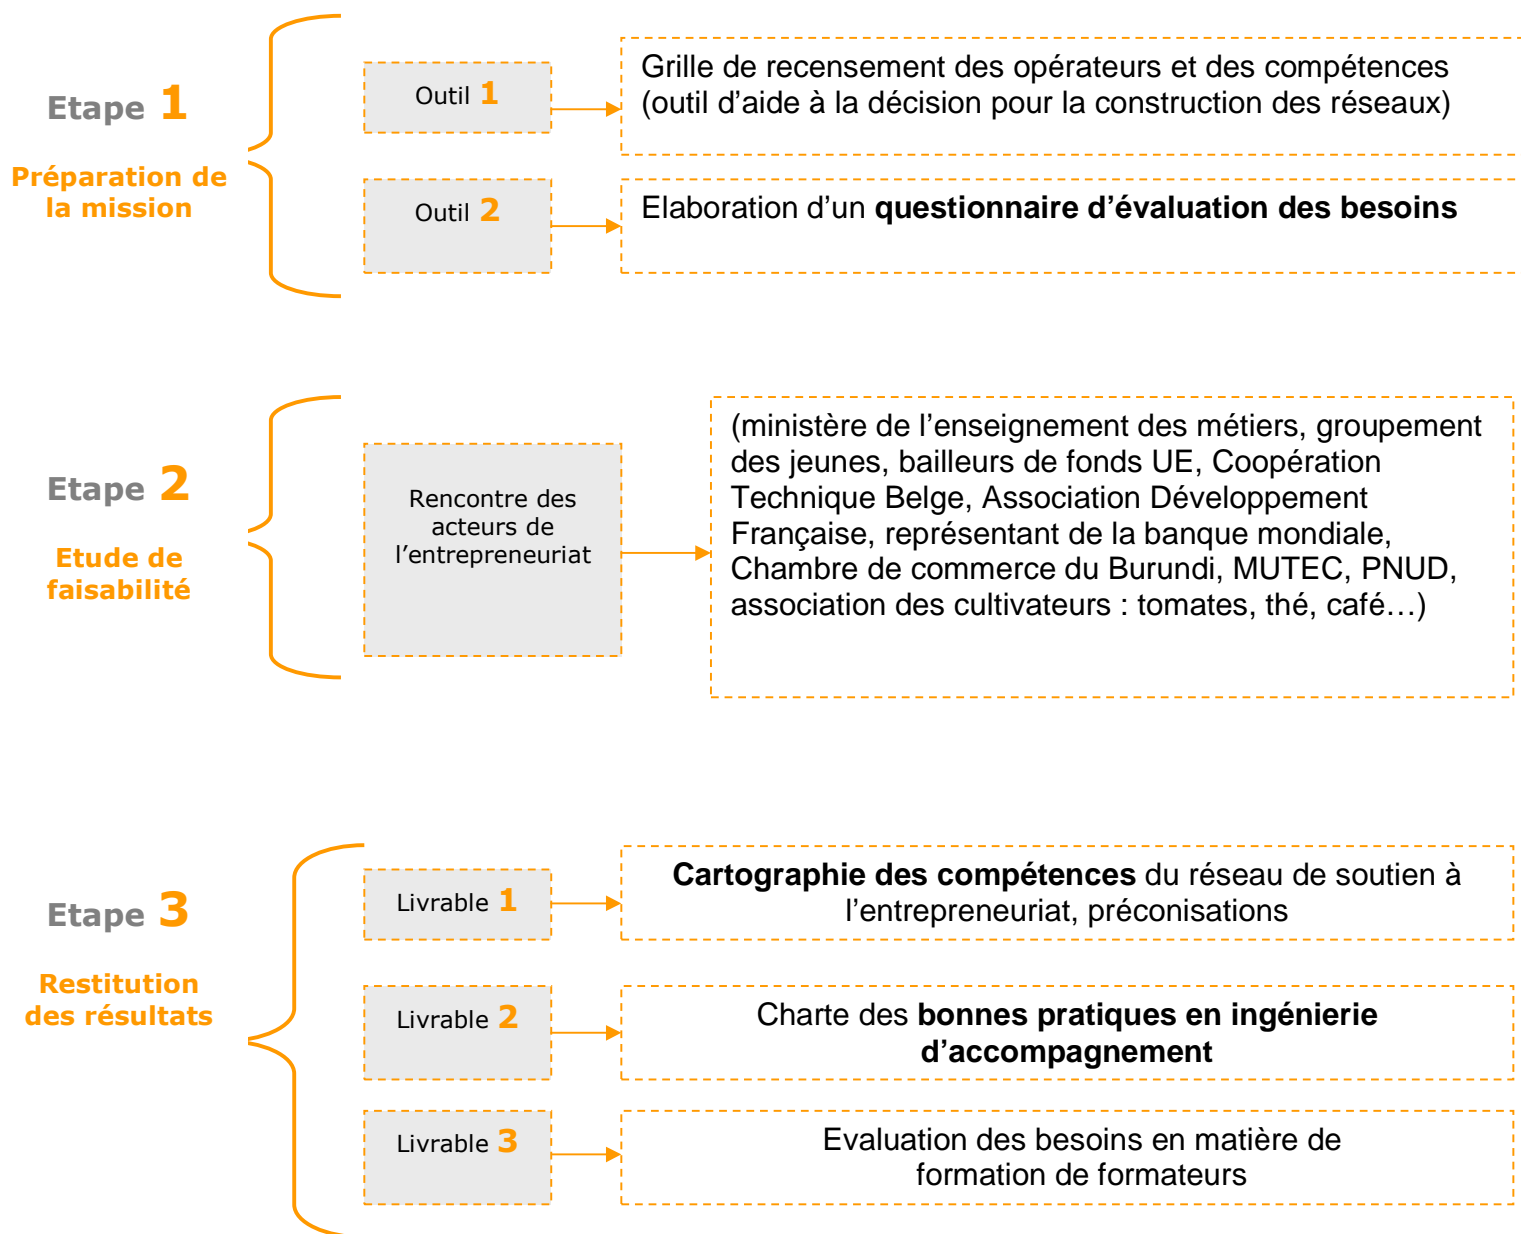 Etape 1
Préparation de
la mission
Outil 1
Grille de recensement des opérateurs et des compétences
(outil d’aide à la décision pour la construction des réseaux)
Outil 2
Elaboration d’un questionnaire d’évaluation des besoins
Etape 2
Etude de
faisabilité
Rencontre des
acteurs de
l’entrepreneuriat
(ministère de l’enseignement des métiers, groupement
des jeunes, bailleurs de fonds UE, Coopération
Technique Belge, Association Développement
Française, représentant de la banque mondiale,
Chambre de commerce du Burundi, MUTEC, PNUD,
association des cultivateurs : tomates, thé, café…)
Etape 3
Restitution
des résultats
Livrable 1
Cartographie des compétences du réseau de soutien à
l’entrepreneuriat, préconisations
Livrable 2
Charte des bonnes pratiques en ingénierie
d’accompagnement
Livrable 3
Evaluation des besoins en matière de
formation de formateurs